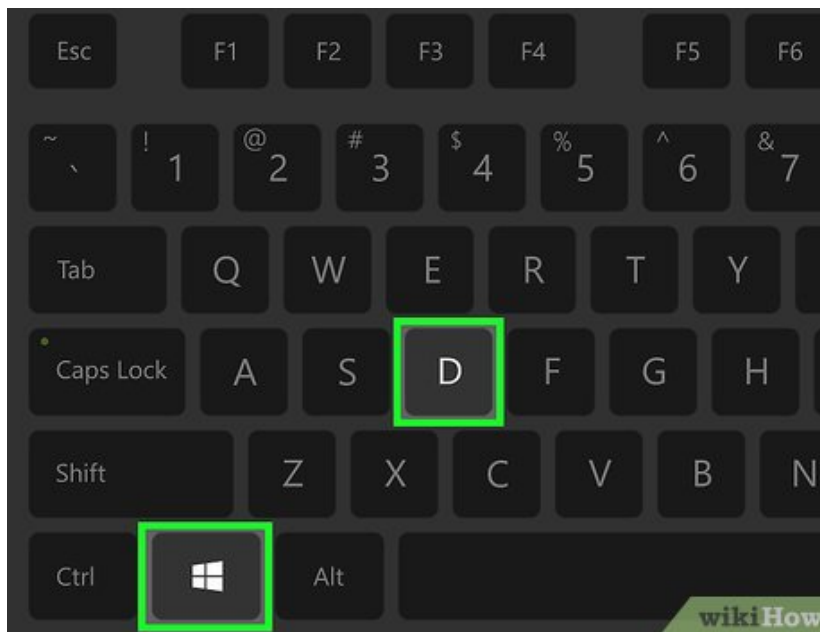 Esc F1 F2 F3 F4 F5 F6
~ ` ! 1 @ 2 # 3 $ 4 % 5 ^ 6 & 7
Tab Q W E R T Y
Caps Lock A S D F G H
Shift Z X C V B N
Ctrl Alt
wikiHow